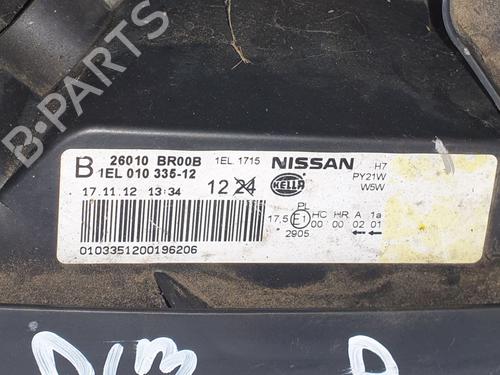 B-PARTS
B 26010 BR00B 1EL 1715 NISSAN H7
1EL 010 335-12 HELLA PY21W
17.11.12 13:34 12 24 W5W
PL
17,5 E1 HC HR A 1a
00 00 02 01
2905
0103351200196206